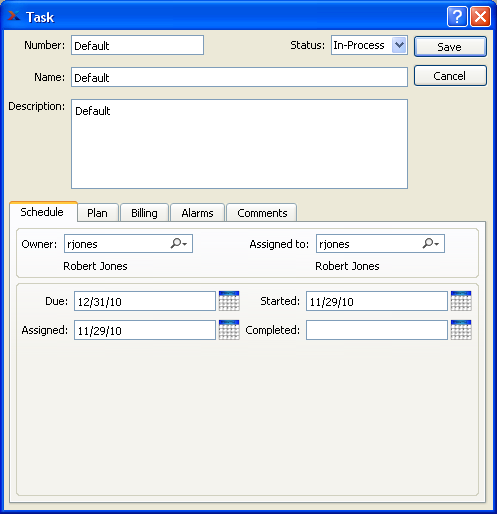 Task
Number: Default Status: In-Process Save
Name: Default Cancel
Description: Default
Schedule Plan Billing Alarms Comments
Owner: rjones Assigned to: rjones
Robert Jones Robert Jones
Due: 12/31/10 Started: 11/29/10
Assigned: 11/29/10 Completed: